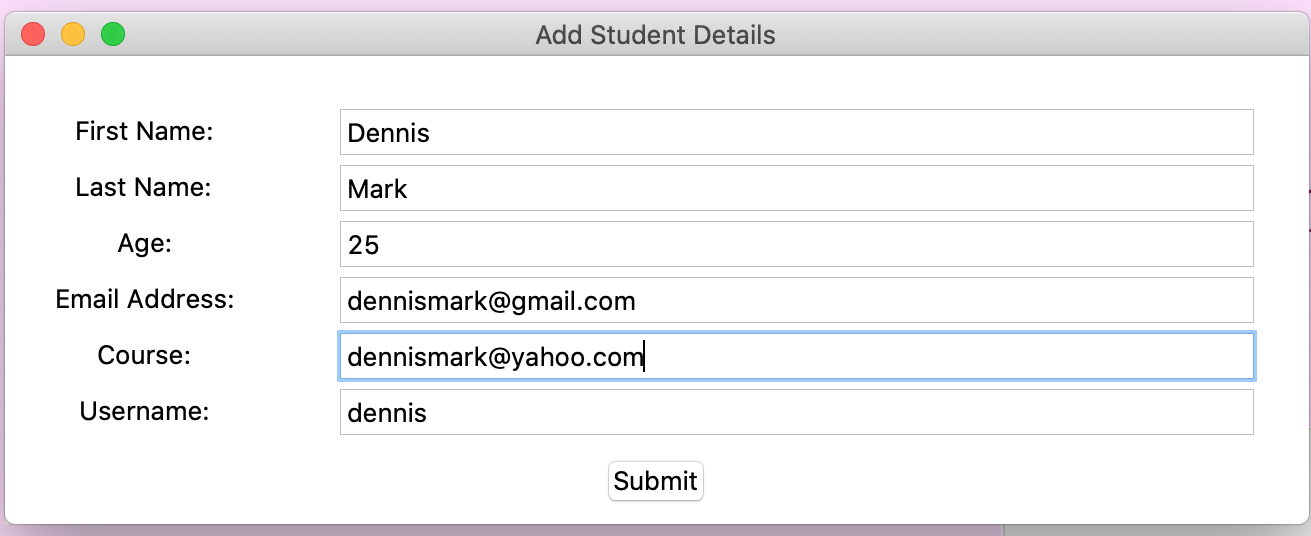 Add Student Details
First Name: Dennis
Last Name: Mark
Age: 25
Email Address: dennismark@gmail.com
Course: dennismark@yahoo.com
Username: dennis
Submit